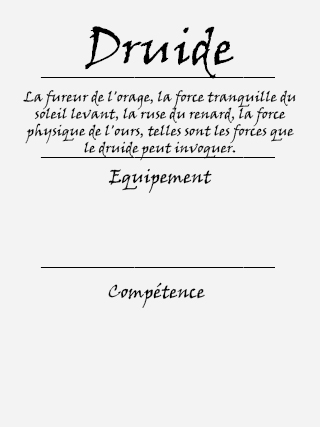 Druide
La fureur de l'orage, la force tranquille du
soleil levant, la ruse du renard, la force
physique de l'ours, telles sont les forces que
le druide peut invoquer.
Equipement
Compétence